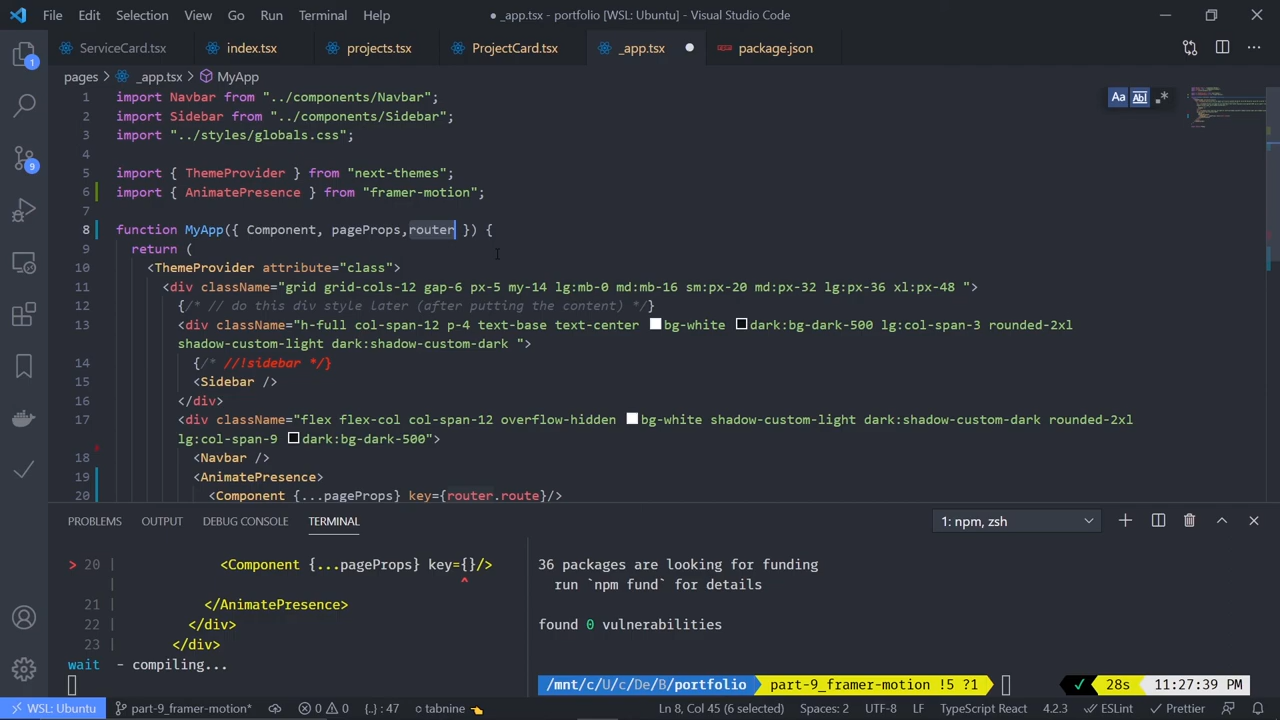 File Edit Selection View Go Run Terminal Help ● _app.tsx - portfolio [WSL: Ubuntu] - Visual Studio Code
ServiceCard.tsx index.tsx projects.tsx ProjectCard.tsx _app.tsx ● package.json
pages > _app.tsx > MyApp
1 import Navbar from "../components/Navbar";
2 import Sidebar from "../components/Sidebar";
3 import "../styles/globals.css";
4
5 import { ThemeProvider } from "next-themes";
6 import { AnimatePresence } from "framer-motion";
7
8 function MyApp({ Component, pageProps,router }) {
9 return (
10 <ThemeProvider attribute="class">
11 <div className="grid grid-cols-12 gap-6 px-5 my-14 lg:mb-0 md:mb-16 sm:px-20 md:px-32 lg:px-36 xl:px-48 ">
12 {/* // do this div style later (after putting the content) */}
13 <div className="h-full col-span-12 p-4 text-base text-center bg-white dark:bg-dark-500 lg:col-span-3 rounded-2xl
shadow-custom-light dark:shadow-custom-dark ">
14 {/* //!sidebar */}
15 <Sidebar />
16 </div>
17 <div className="flex flex-col col-span-12 overflow-hidden bg-white shadow-custom-light dark:shadow-custom-dark rounded-2xl
lg:col-span-9 dark:bg-dark-500">
18 <Navbar />
19 <AnimatePresence>
20 <Component {...pageProps} key={router.route}/>
Aa Abl .*
1
9
PROBLEMS OUTPUT DEBUG CONSOLE TERMINAL 1: npm, zsh
> 20 | <Component {...pageProps} key={}/>
| ^
21 | </AnimatePresence>
22 | </div>
23 | </div>
wait - compiling...
36 packages are looking for funding
run `npm fund` for details
found 0 vulnerabilities
/mnt/c/U/c/De/B/portfolio part-9_framer-motion !5 ?1 ✓ 28s 11:27:39 PM
WSL: Ubuntu part-9_framer-motion* 0 0 {..}: 47 tabnine 👈 Ln 8, Col 45 (6 selected) Spaces: 2 UTF-8 LF TypeScript React 4.2.3 ESLint Prettier